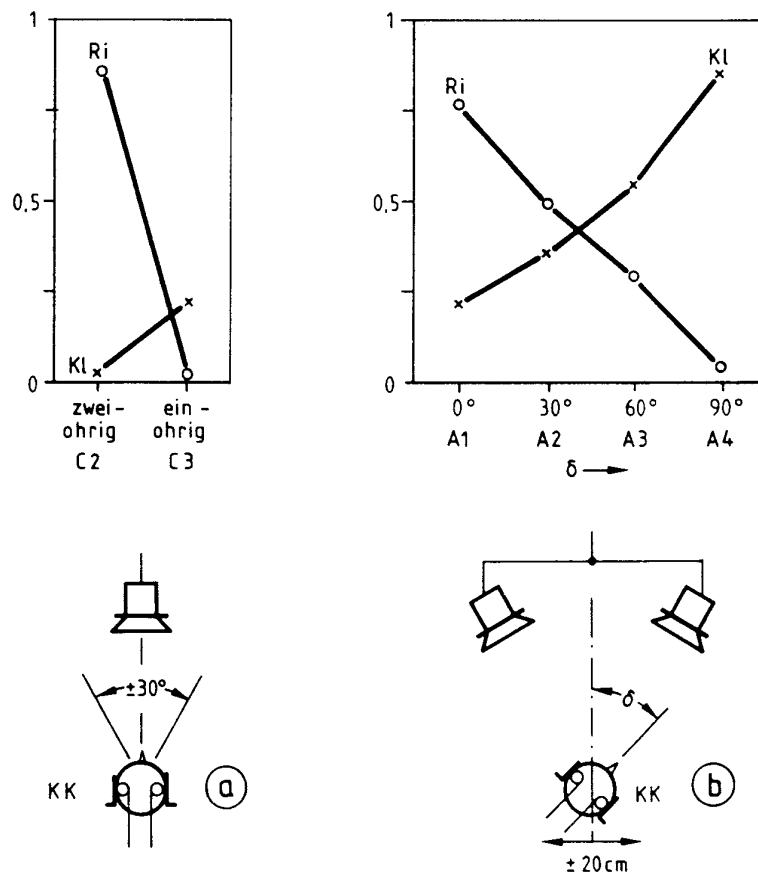 1
0,5
0
Ri
Kl
zwei-
ohrig
C2
ein-
ohrig
C3
1
0,5
0
Ri
Kl
0° 30° 60° 90°
A1 A2 A3 A4
δ
±30°
KK
a
δ
KK
b
±20cm